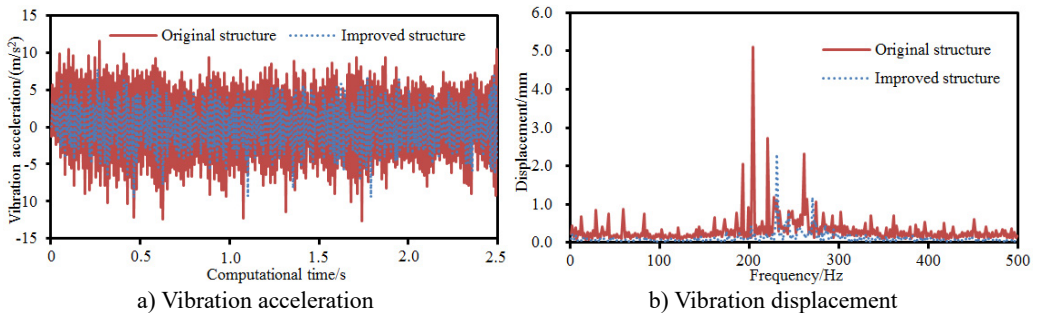 15
10
5
0
-5
10
-15
Vibration acceleration/(m/s²)
Original structure
Improved structure
0
0.5
1.0
1.5
2.0
2.5
Computational time/s
a) Vibration acceleration
6.0
5.0
4.0
3.0
2.0
1.0
0.0
Displacement/mm
Original structure
Improved structure
0
100
200
300
400
500
Frequency/Hz
b) Vibration displacement